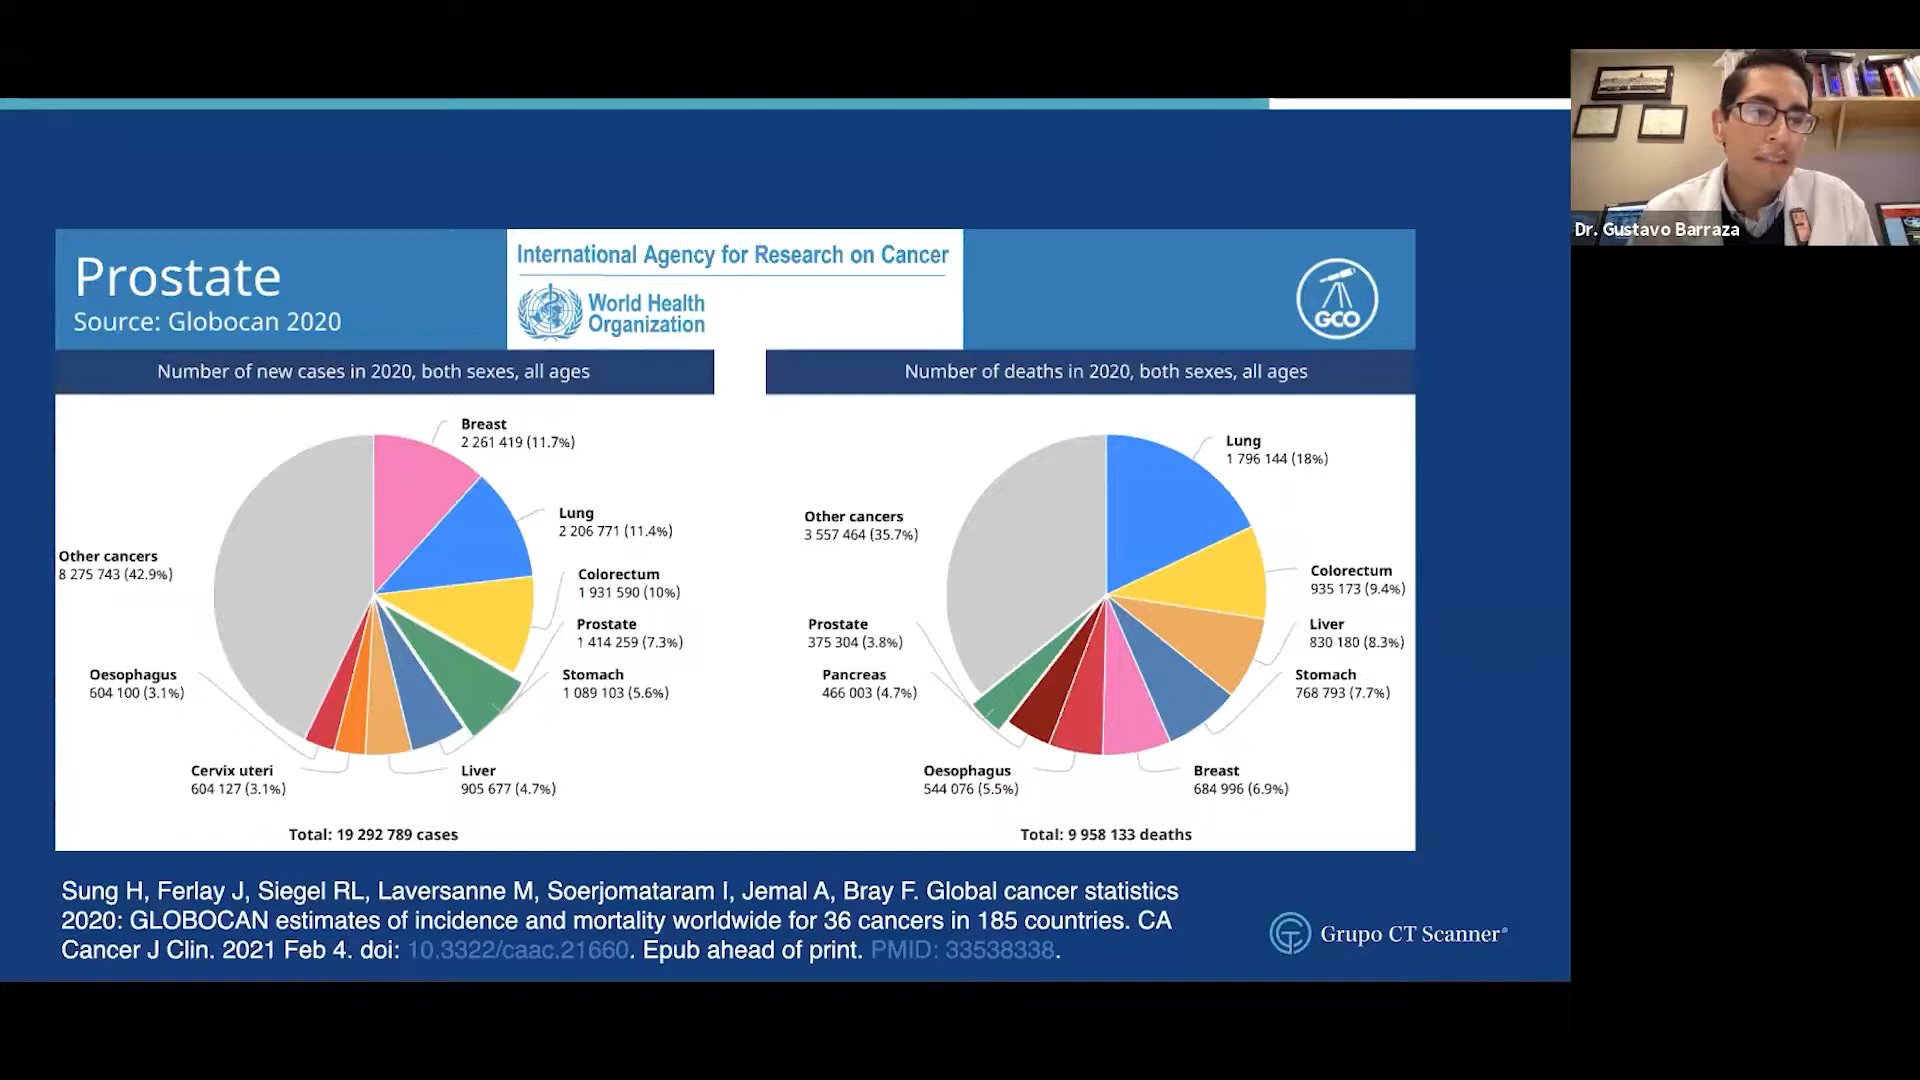 Dr. Gustavo Barraza
Prostate
Source: Globocan 2020
International Agency for Research on Cancer
World Health
Organization
GCO
Number of new cases in 2020, both sexes, all ages
Breast
2 261 419 (11.7%)
Lung
2 206 771 (11.4%)
Colorectum
1 931 590 (10%)
Prostate
1 414 259 (7.3%)
Stomach
1 089 103 (5.6%)
Liver
905 677 (4.7%)
Cervix uteri
604 127 (3.1%)
Oesophagus
604 100 (3.1%)
Other cancers
8 275 743 (42.9%)
Total: 19 292 789 cases
Number of deaths in 2020, both sexes, all ages
Lung
1 796 144 (18%)
Colorectum
935 173 (9.4%)
Liver
830 180 (8.3%)
Stomach
768 793 (7.7%)
Breast
684 996 (6.9%)
Oesophagus
544 076 (5.5%)
Pancreas
466 003 (4.7%)
Prostate
375 304 (3.8%)
Other cancers
3 557 464 (35.7%)
Total: 9 958 133 deaths
Sung H, Ferlay J, Siegel RL, Laversanne M, Soerjomataram I, Jemal A, Bray F. Global cancer statistics
2020: GLOBOCAN estimates of incidence and mortality worldwide for 36 cancers in 185 countries. CA
Cancer J Clin. 2021 Feb 4. doi: 10.3322/caac.21660. Epub ahead of print. PMID: 33538338.
Grupo CT Scanner